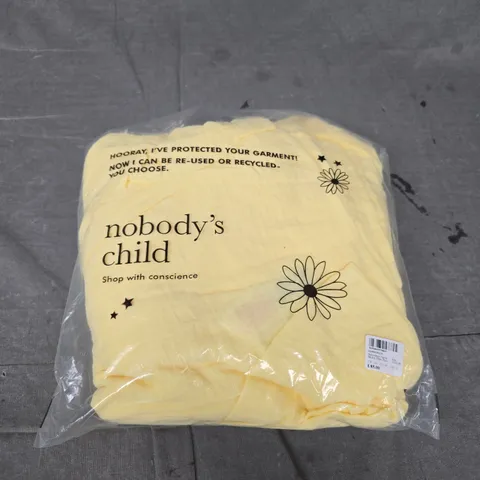 HOORAY, I'VE PROTECTED YOUR GARMENT!
NOW I CAN BE RE-USED OR RECYCLED-
YOU CHOOSE.
nobody's
child
Shop with conscience